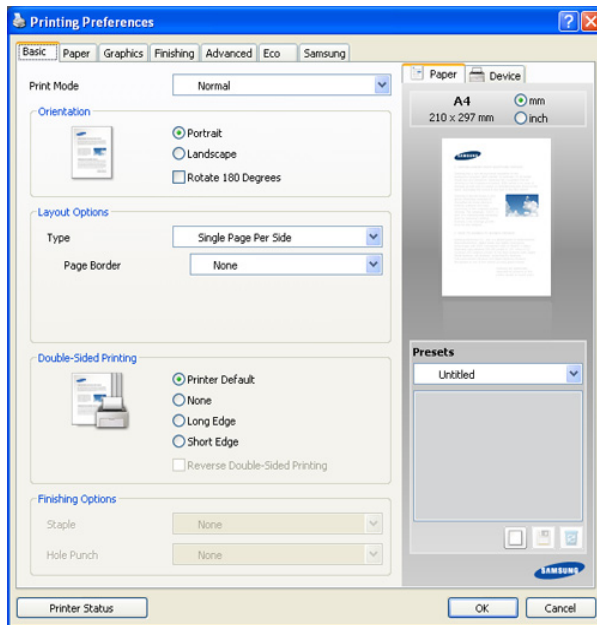 Printing Preferences
Basic Paper Graphics Finishing Advanced Eco Samsung
Print Mode Normal
Orientation
Portrait
Landscape
Rotate 180 Degrees
Layout Options
Type Single Page Per Side
Page Border None
Double-Sided Printing
Printer Default
None
Long Edge
Short Edge
Reverse Double-Sided Printing
Finishing Options
Staple None
Hole Punch None
Paper Device
A4 mm
210 x 297 mm inch
SAMSUNG
Presets
Untitled
SAMSUNG
Printer Status OK Cancel